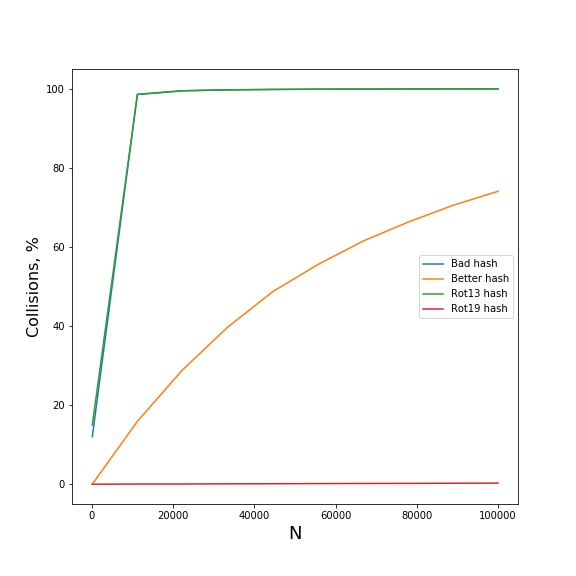 100
80
60
40
20
0
Collisions, %
Bad hash
Better hash
Rot13 hash
Rot19 hash
0 20000 40000 60000 80000 100000
N